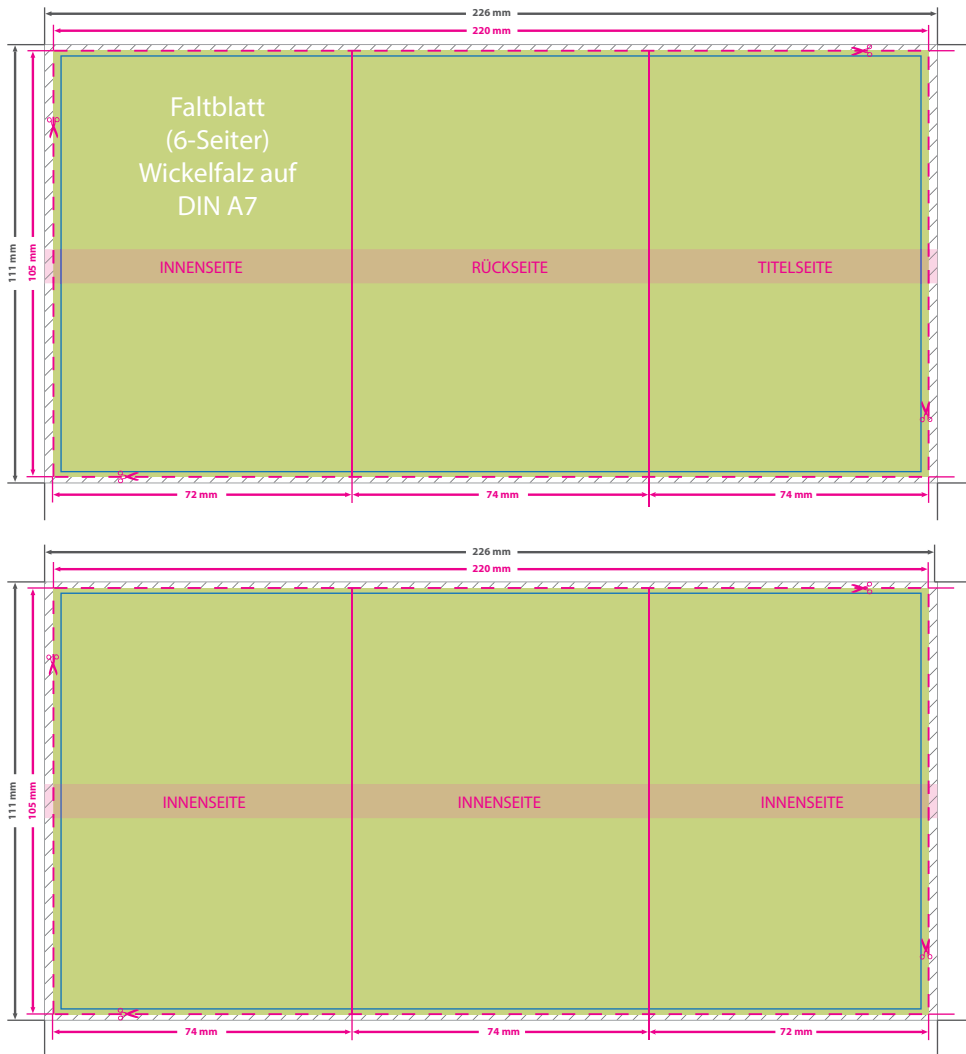 226 mm
220 mm
Faltblatt
(6-Seiter)
Wickelfalz auf
DIN A7
111 mm
105 mm
INNENSEITE
RÜCKSEITE
TITELSEITE
72 mm
74 mm
74 mm
226 mm
220 mm
111 mm
105 mm
INNENSEITE
INNENSEITE
INNENSEITE
74 mm
74 mm
72 mm